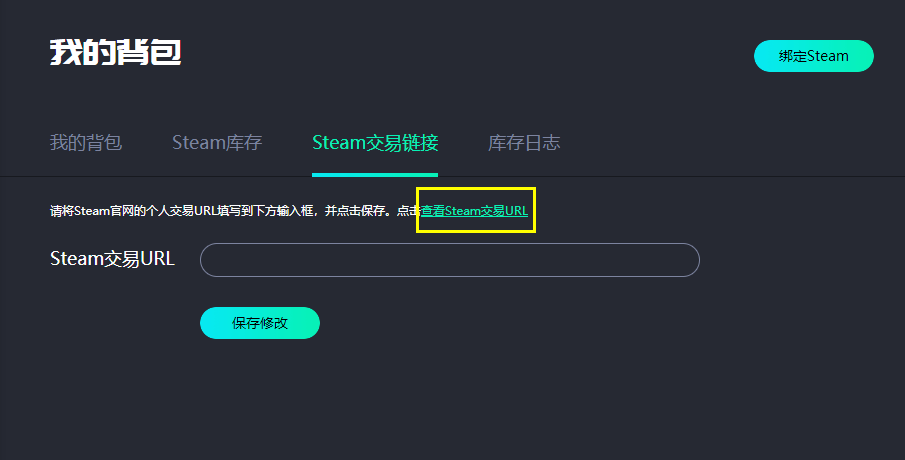 我的背包
绑定Steam
我的背包 Steam库存 Steam交易链接 库存日志
请将Steam官网的个人交易URL填写到下方输入框，并点击保存。点击查看Steam交易URL
Steam交易URL
保存修改